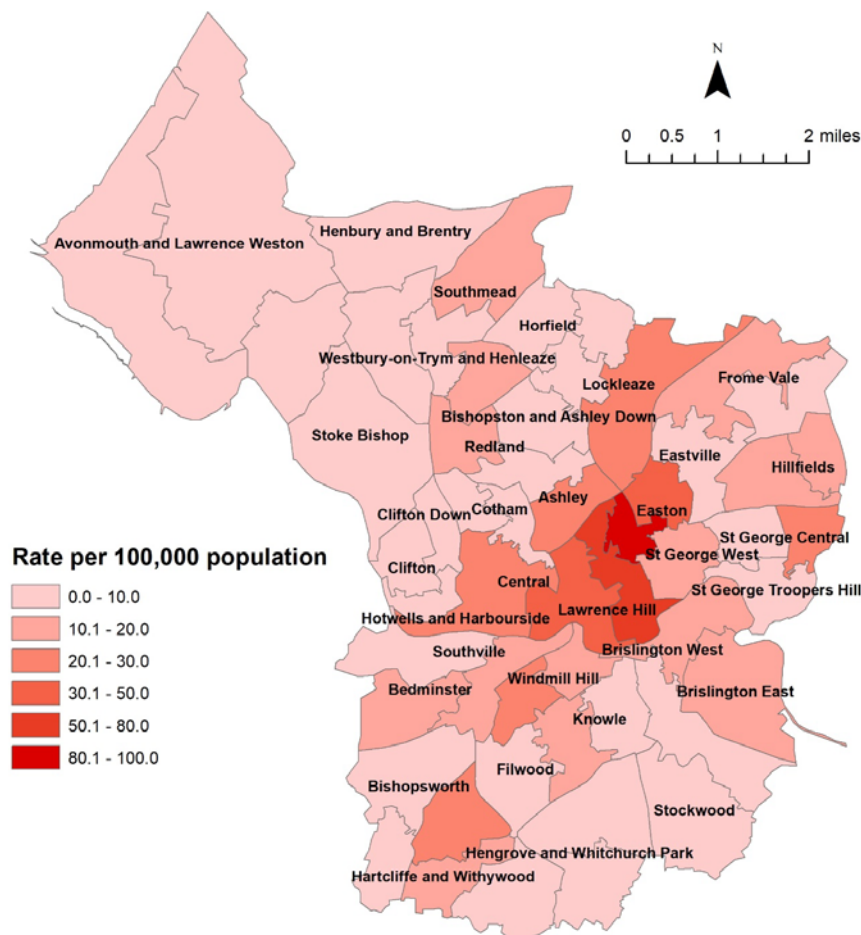 N
0 0.5 1 2 miles
Henbury and Brentry
Avonmouth and Lawrence Weston
Southmead
Horfield
Westbury-on-Trym and Henleaze
Frome Vale
Lockleaze
Bishopston and Ashley Down
Stoke Bishop
Redland
Eastville
Hillfields
Ashley
Cotham
Easton
Clifton Down
St George Central
St George West
Rate per 100,000 population
Clifton
Central
St George Troopers Hill
0.0 - 10.0
Lawrence Hill
Hotwells and Harbourside
10.1 - 20.0
Southville
Brislington West
20.1 - 30.0
Windmill Hill
Bedminster
Brislington East
30.1 - 50.0
Knowle
50.1 - 80.0
80.1 - 100.0
Filwood
Bishopsworth
Stockwood
Hengrove and Whitchurch Park
Hartcliffe and Withywood